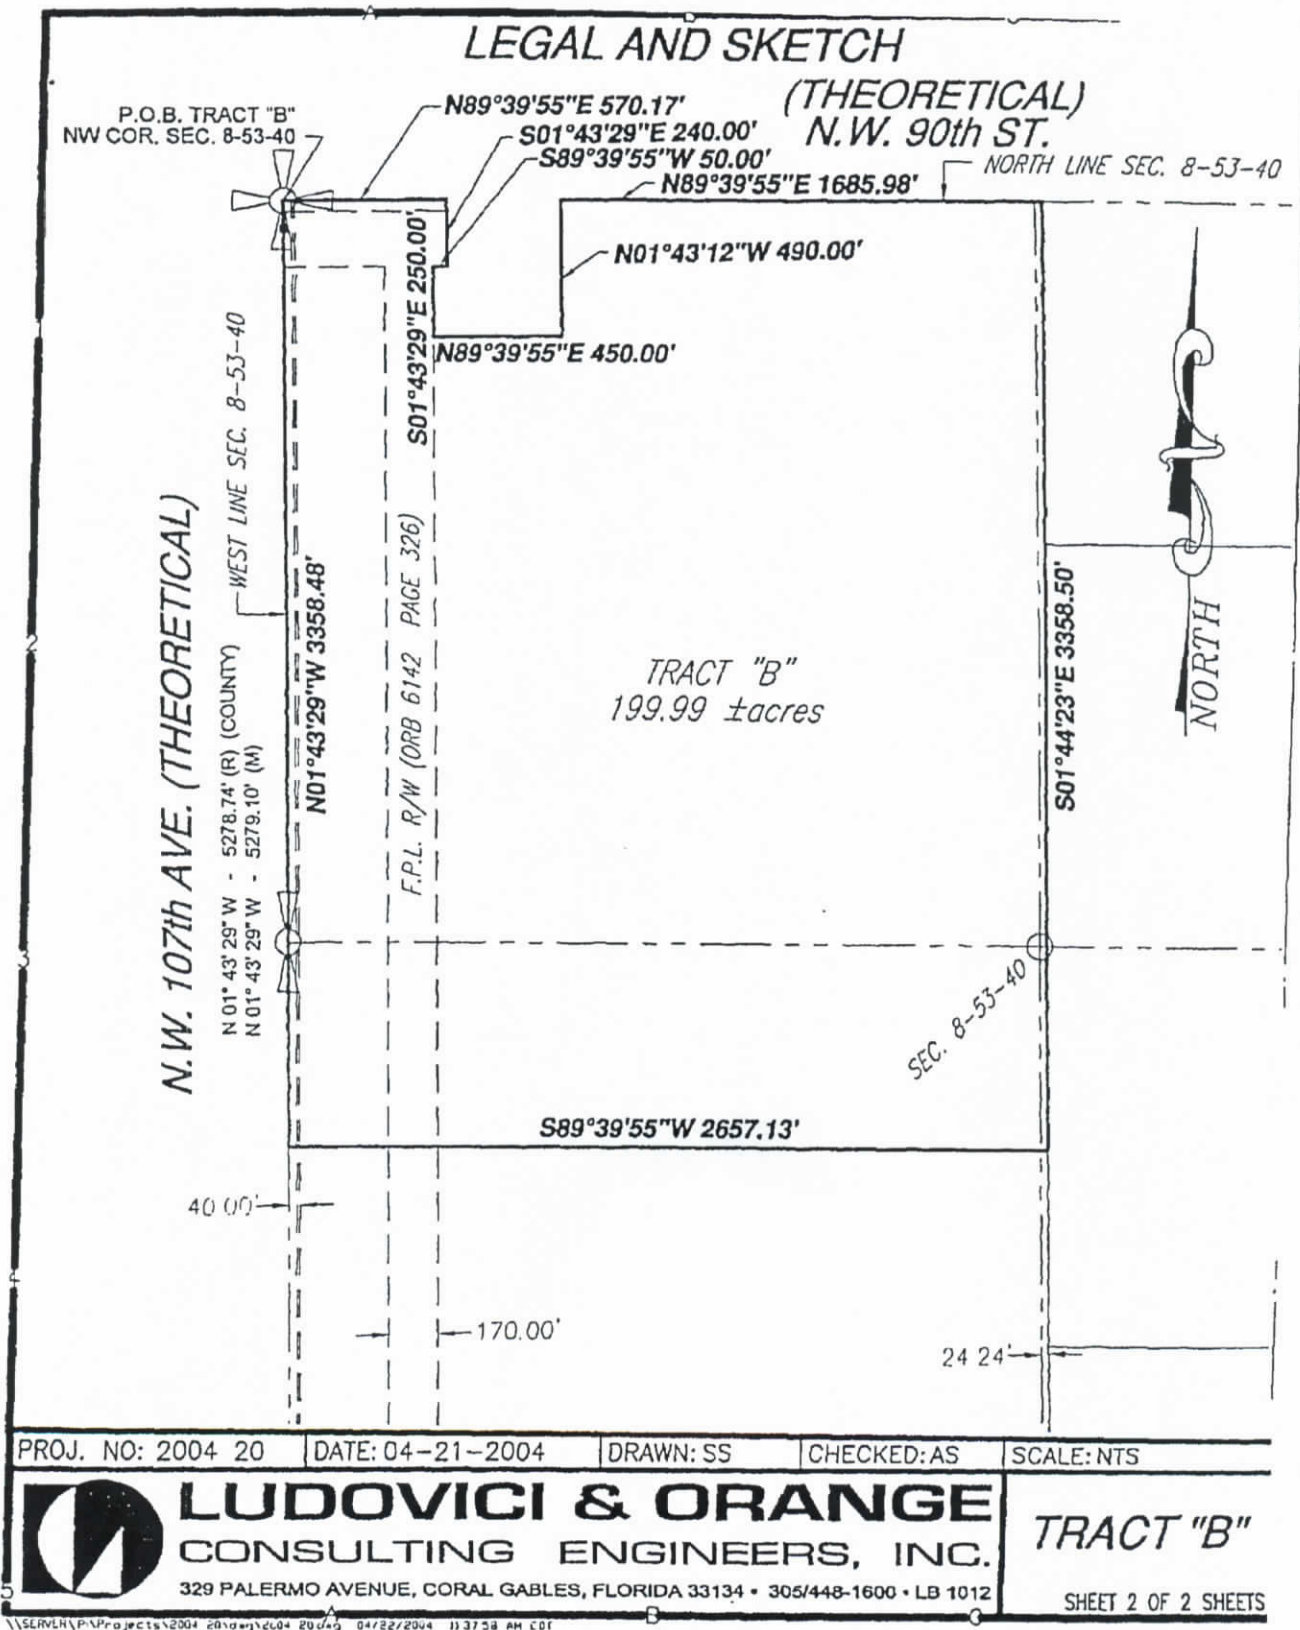 LEGAL AND SKETCH
(THEORETICAL)
N.W. 90th ST.
P.O.B. TRACT "B"
NW COR. SEC. 8-53-40
N89°39'55"E 570.17'
S01°43'29"E 240.00'
S89°39'55"W 50.00'
N89°39'55"E 1685.98'
NORTH LINE SEC. 8-53-40
N01°43'12"W 490.00'
S01°43'29"E 250.00'
N89°39'55"E 450.00'
WEST LINE SEC. 8-53-40
N.W. 107th AVE. (THEORETICAL)
N 01° 43' 29" W - 5278.74' (R) (COUNTY)
N 01° 43' 29" W - 5279.10' (M)
N01°43'29"W 3358.48'
F.P.L. R/W (ORB 6142 PAGE 326)
TRACT "B"
199.99 ±acres
S01°44'23"E 3358.50'
NORTH
SEC. 8-53-40
S89°39'55"W 2657.13'
40 00'
170.00'
24 24'
PROJ. NO: 2004 20
DATE: 04-21-2004
DRAWN: SS
CHECKED: AS
SCALE: NTS
LUDOVICI & ORANGE
CONSULTING ENGINEERS, INC.
329 PALERMO AVENUE, CORAL GABLES, FLORIDA 33134 • 305/448-1600 • LB 1012
TRACT "B"
SHEET 2 OF 2 SHEETS
A
B
C
2
3
5
04/22/2004